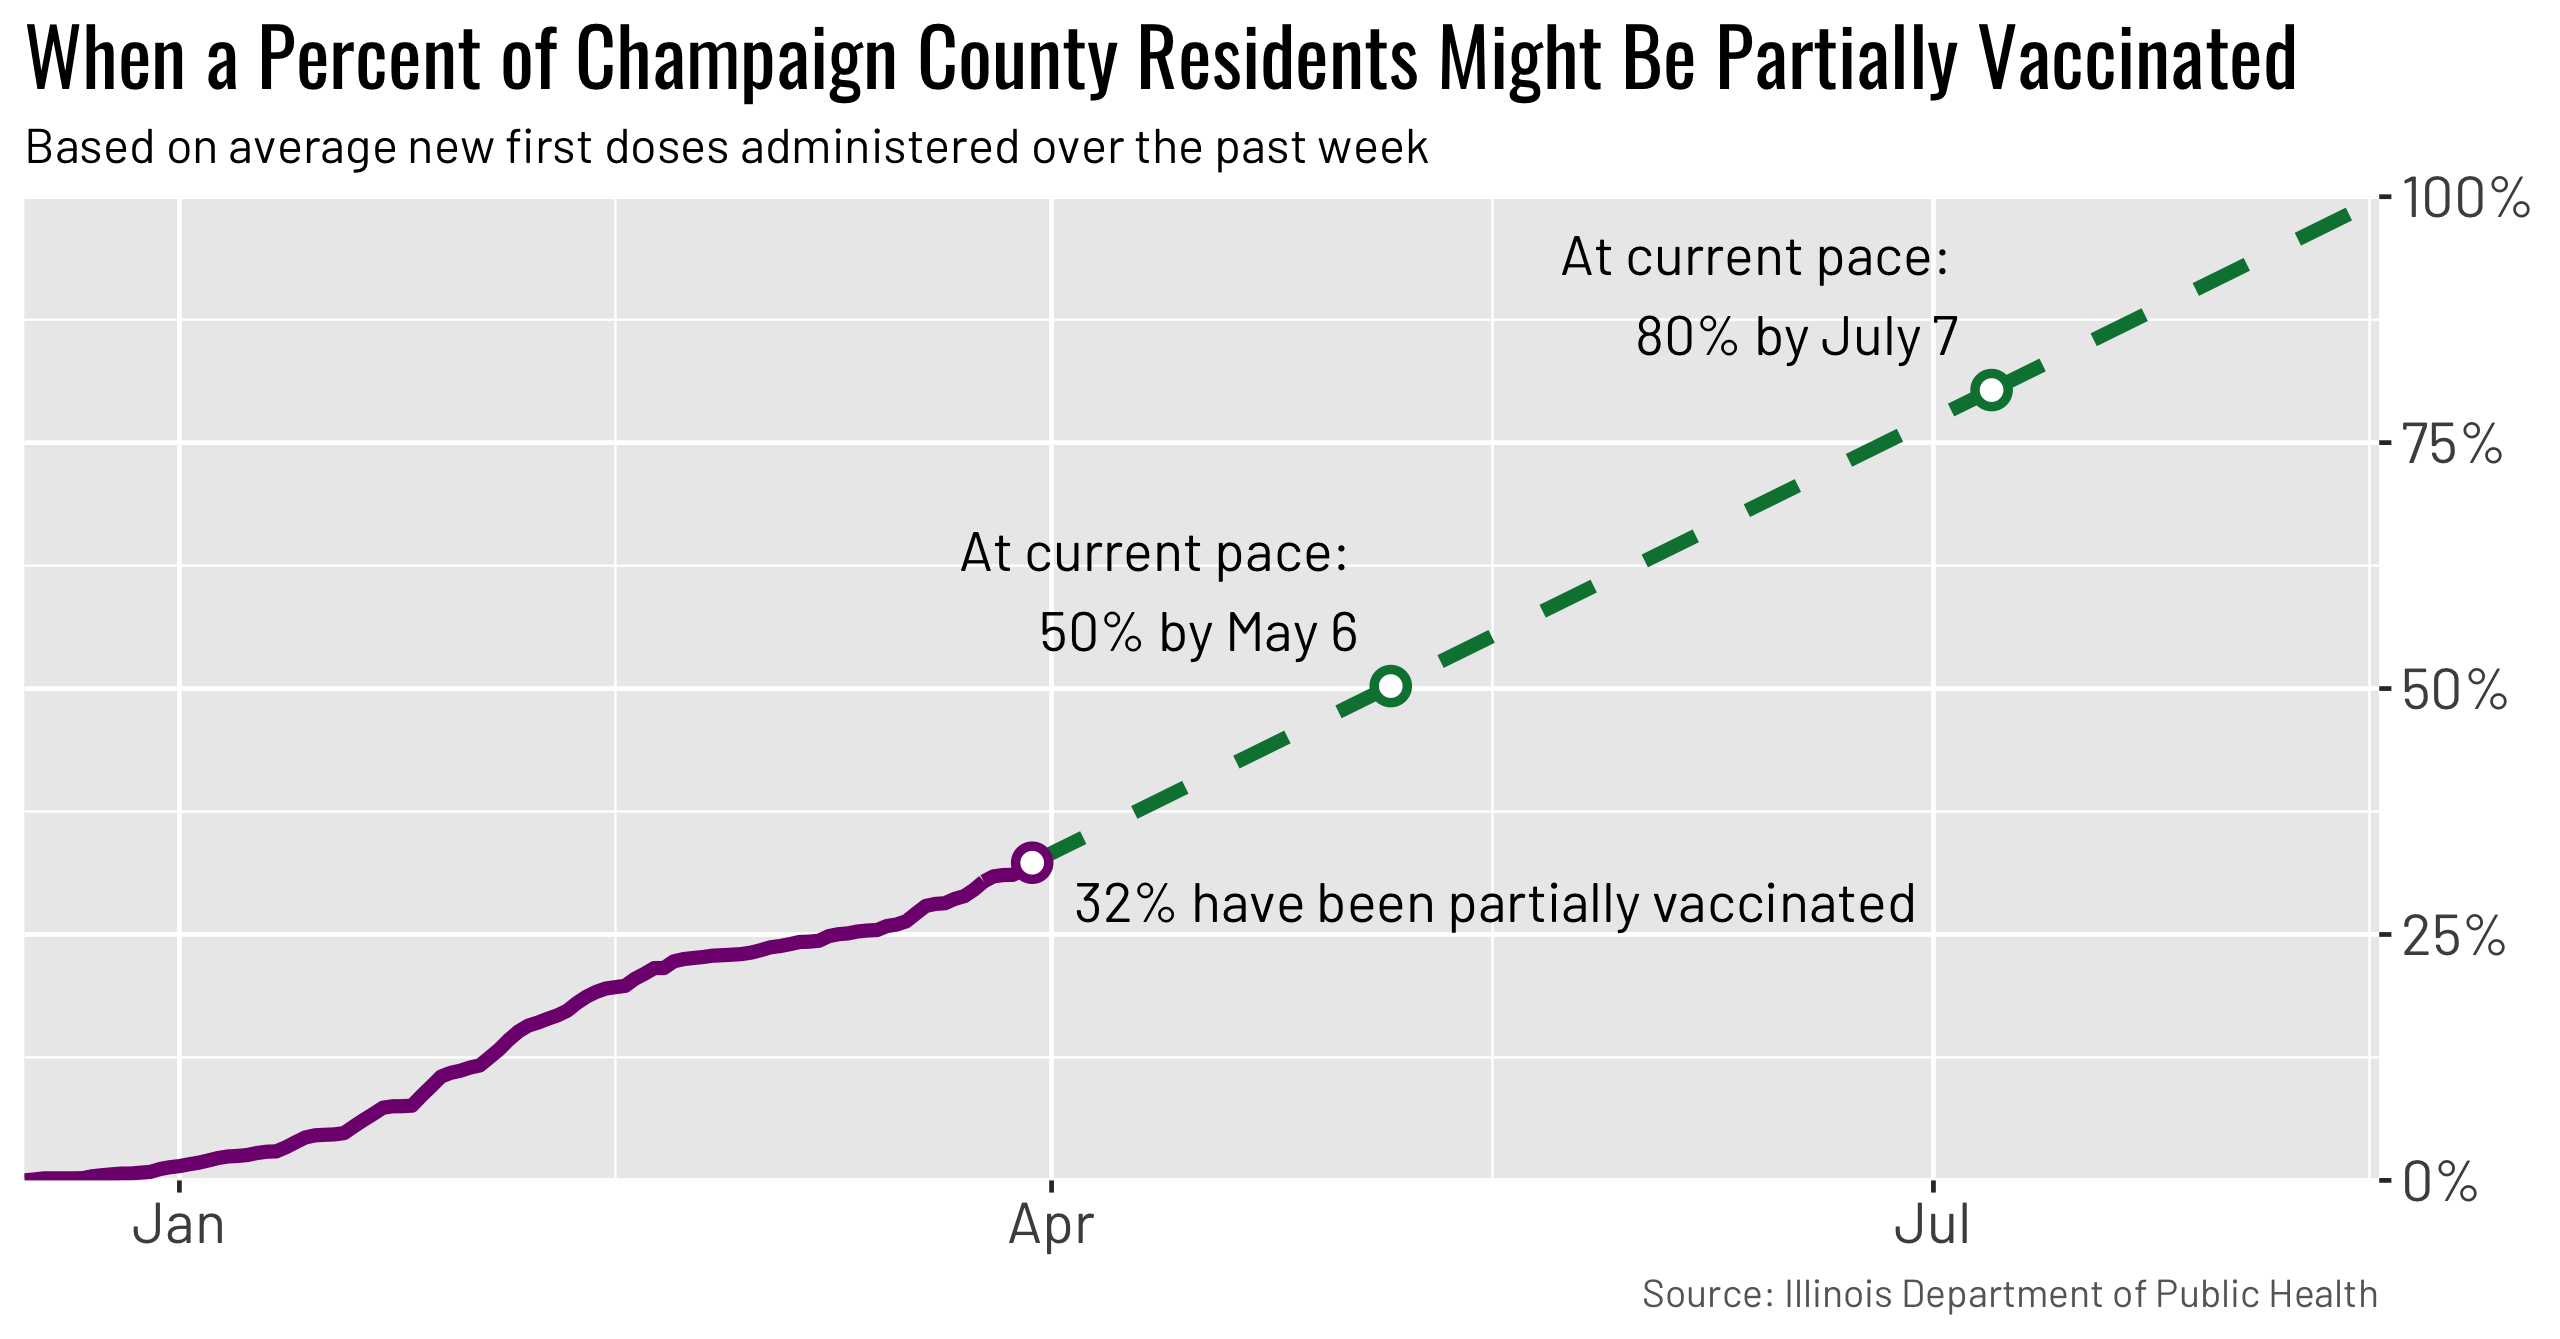 When a Percent of Champaign County Residents Might Be Partially Vaccinated
Based on average new first doses administered over the past week
100%
At current pace:
80% by July 7
75%
At current pace:
50% by May 6
50%
32% have been partially vaccinated
25%
0%
Jan
Apr
Jul
Source: Illinois Department of Public Health